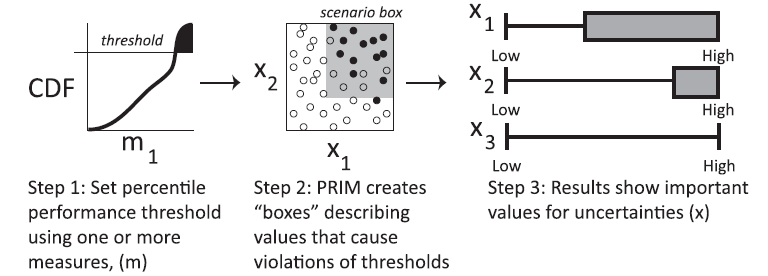 threshold
CDF
m1
scenario box
x2
x1
x1
Low High
x2
Low High
x3
Low High
Step 1: Set percentile
performance threshold
using one or more
measures, (m)
Step 2: PRIM creates
“boxes” describing
values that cause
violations of thresholds
Step 3: Results show important
values for uncertainties (x)